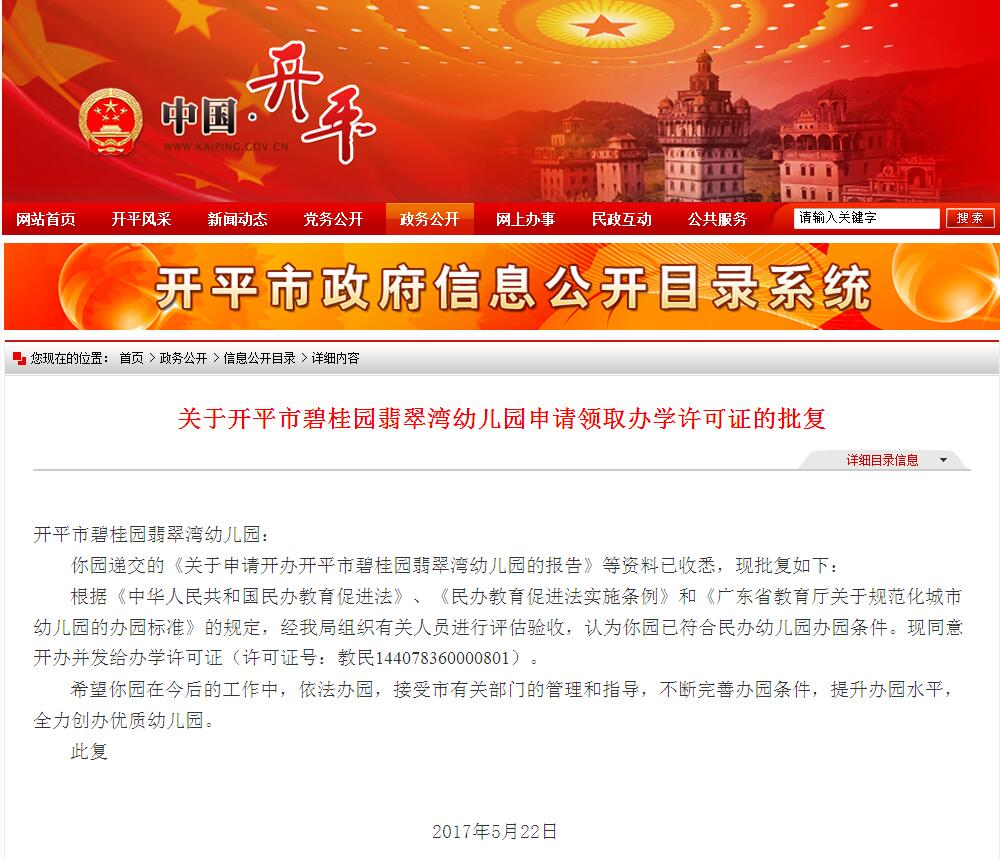 中国·开平
WWW.KAIPING.GOV.CN
网站首页 开平风采 新闻动态 党务公开 政务公开 网上办事 民政互动 公共服务 请输入关键字 搜索
开平市政府信息公开目录系统
您现在的位置: 首页 > 政务公开 > 信息公开目录 > 详细内容
关于开平市碧桂园翡翠湾幼儿园申请领取办学许可证的批复
详细目录信息
开平市碧桂园翡翠湾幼儿园:
你园递交的《关于申请开办开平市碧桂园翡翠湾幼儿园的报告》等资料已收悉，现批复如下:
根据《中华人民共和国民办教育促进法》、《民办教育促进法实施条例》和《广东省教育厅关于规范化城市
幼儿园的办园标准》的规定，经我局组织有关人员进行评估验收，认为你园已符合民办幼儿园办园条件。现同意
开办并发给办学许可证（许可证号: 教民144078360000801）。
希望你园在今后的工作中，依法办园，接受市有关部门的管理和指导，不断完善办园条件，提升办园水平，
全力创办优质幼儿园。
此复
2017年5月22日